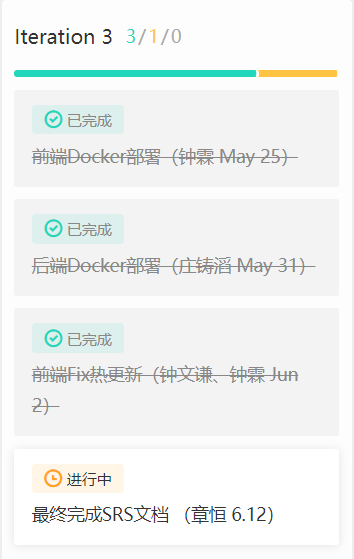 Iteration 3 3/1/0
已完成
前端Docker部署（钟霖 May 25）
已完成
后端Docker部署（庄铸滔 May 31）
已完成
前端Fix热更新（钟文谦、钟霖 Jun
2）
进行中
最终完成SRS文档 （章恒 6.12）